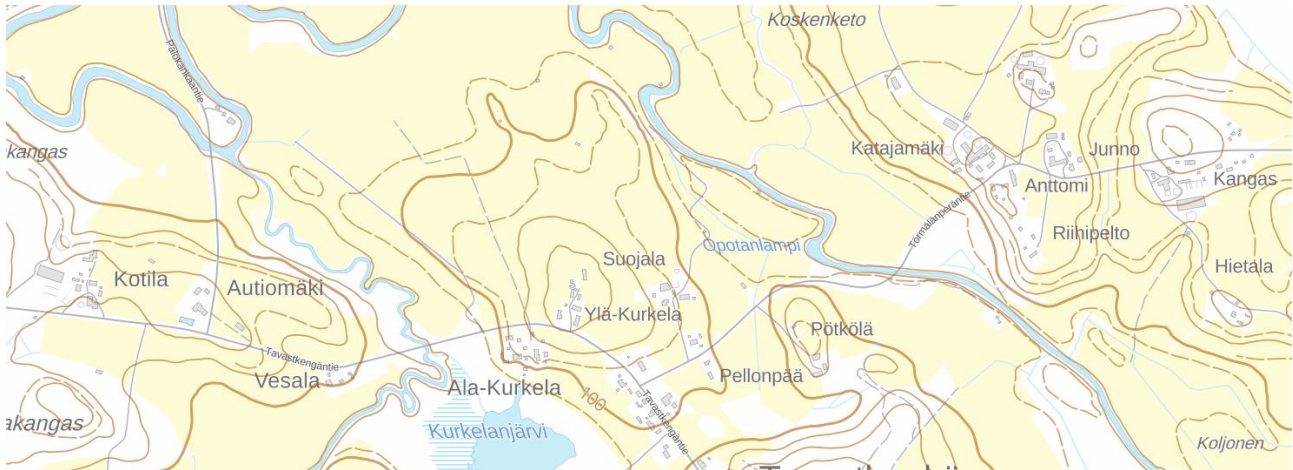 Koskenketo
Palokankaantie
Katajamäki
Junno
akangas
Anttomi
Kangas
Törmälänperäntie
Riihipelto
Opotanlampi
Suojala
Hietala
Kotila
Autiomäki
Ylä-Kurkela
Pötkölä
Tavastkengäntie
Vesala
Pellonpää
Ala-Kurkela
100
Tavastkengäntie
akangas
Kurkelanjärvi
Koljonen